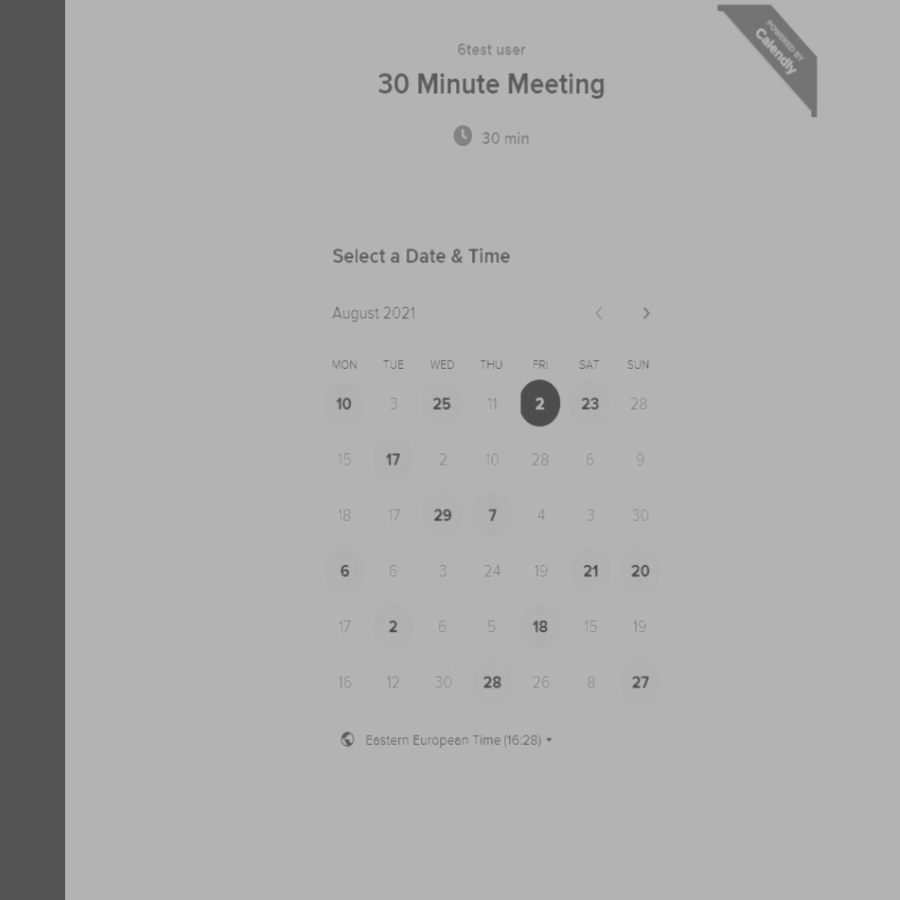 POWERED BY
Calendly
6test user
30 Minute Meeting
30 min
Select a Date & Time
August 2021
MON TUE WED THU FRI SAT SUN
10 3 25 11 2 23 28
15 17 2 10 28 6 9
18 17 29 7 4 3 30
6 6 3 24 19 21 20
17 2 6 5 18 15 19
16 12 30 28 26 8 27
Eastern European Time (16:28)